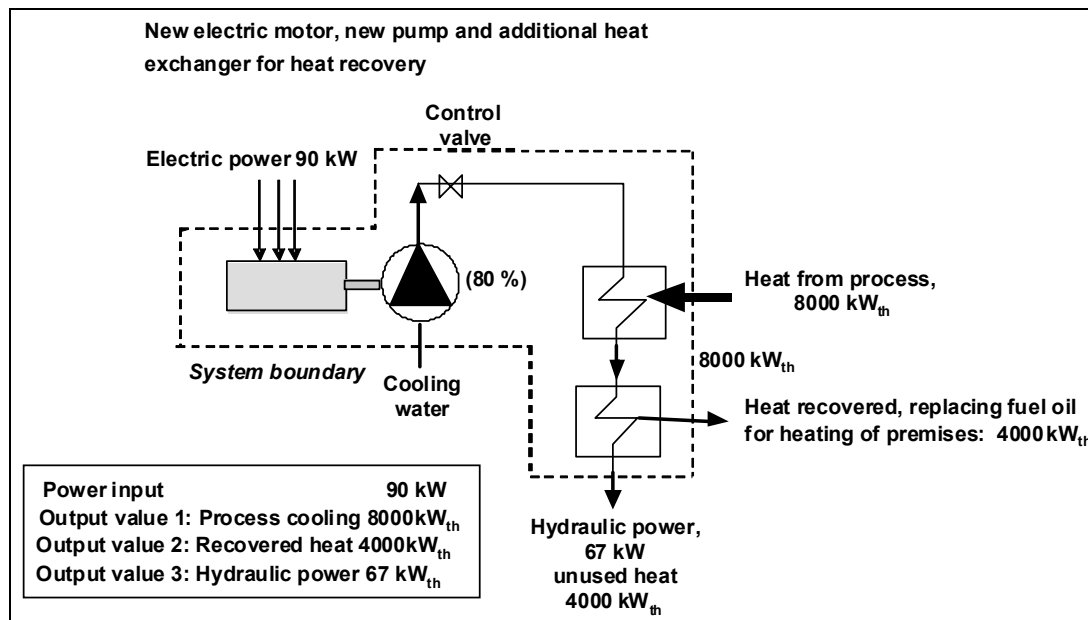 New electric motor, new pump and additional heat
exchanger for heat recovery
Control
valve
Electric power 90 kW
(80 %)
Heat from process,
8000 kWth
8000 kWth
System boundary
Cooling
water
Heat recovered, replacing fuel oil
for heating of premises: 4000 kWth
Power input 90 kW
Output value 1: Process cooling 8000kWth
Output value 2: Recovered heat 4000kWth
Output value 3: Hydraulic power 67 kWth
Hydraulic power,
67 kW
unused heat
4000 kWth